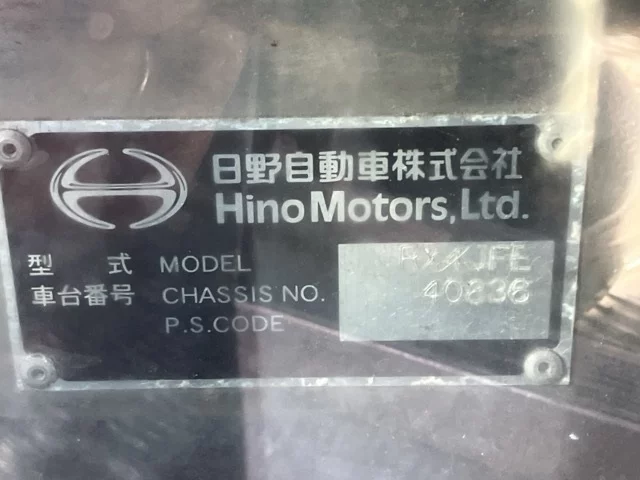 日野自動車株式会社
Hino Motors, Ltd.
型 式 MODEL
車台番号 CHASSIS NO. 40836
P.S.CODE